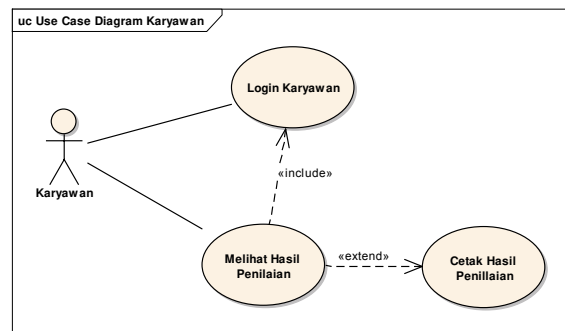 uc Use Case Diagram Karyawan
Login Karyawan
Karyawan
«include»
Melihat Hasil
Penilaian
«extend»
Cetak Hasil
Penillaian